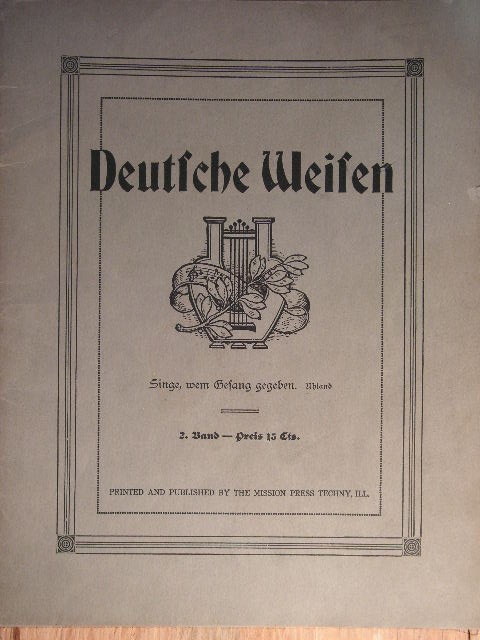 Deutſche Weiſen
Singe, wem Geſang gegeben. Uhland
2. Band — Preis 15 Cts.
PRINTED AND PUBLISHED BY THE MISSION PRESS TECHNY, ILL.